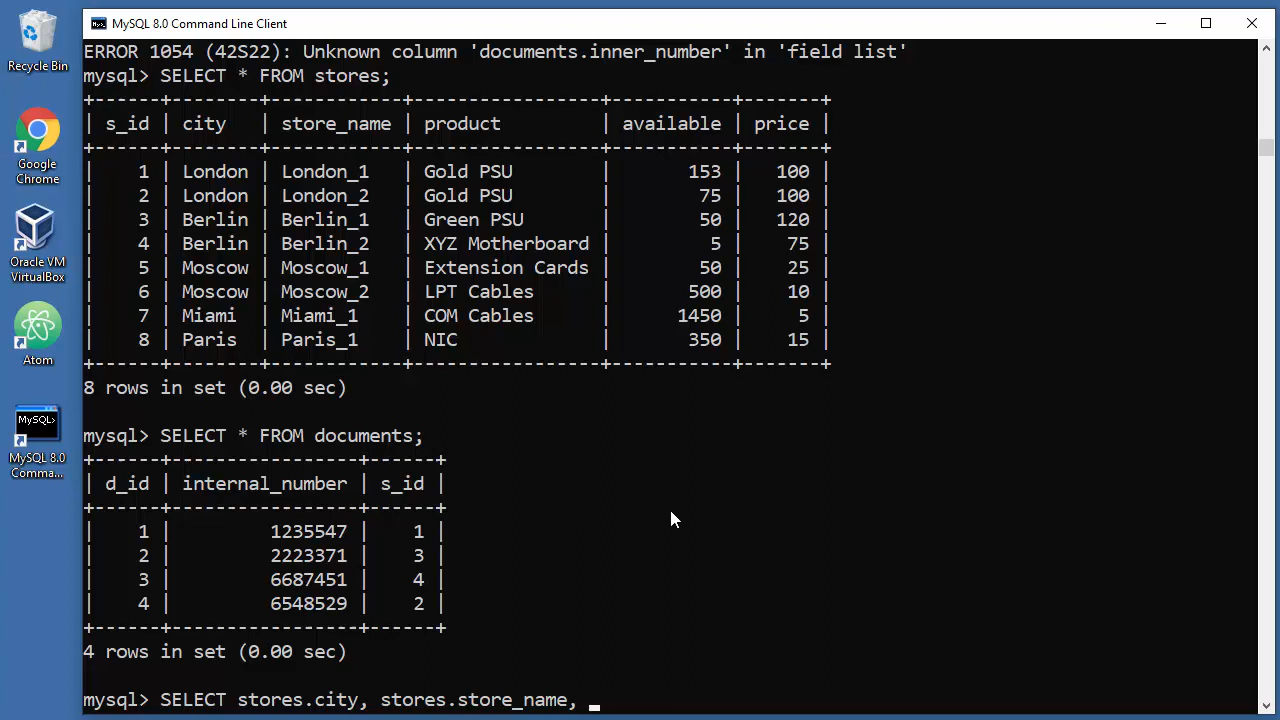 Recycle Bin
Google
Chrome
Oracle VM
VirtualBox
Atom
MySQL>
MySQL 8.0
Comma...
MySQL 8.0 Command Line Client
ERROR 1054 (42S22): Unknown column 'documents.inner_number' in 'field list'
mysql> SELECT * FROM stores;
+------+--------+------------+-----------------+-----------+-------+
| s_id | city   | store_name | product         | available | price |
+------+--------+------------+-----------------+-----------+-------+
|    1 | London | London_1   | Gold PSU        |       153 |   100 |
|    2 | London | London_2   | Gold PSU        |        75 |   100 |
|    3 | Berlin | Berlin_1   | Green PSU       |        50 |   120 |
|    4 | Berlin | Berlin_2   | XYZ Motherboard |         5 |    75 |
|    5 | Moscow | Moscow_1   | Extension Cards |        50 |    25 |
|    6 | Moscow | Moscow_2   | LPT Cables      |       500 |    10 |
|    7 | Miami  | Miami_1    | COM Cables      |      1450 |     5 |
|    8 | Paris  | Paris_1    | NIC             |       350 |    15 |
+------+--------+------------+-----------------+-----------+-------+
8 rows in set (0.00 sec)
mysql> SELECT * FROM documents;
+------+-----------------+------+
| d_id | internal_number | s_id |
+------+-----------------+------+
|    1 |         1235547 |    1 |
|    2 |         2223371 |    3 |
|    3 |         6687451 |    4 |
|    4 |         6548529 |    2 |
+------+-----------------+------+
4 rows in set (0.00 sec)
mysql> SELECT stores.city, stores.store_name, _